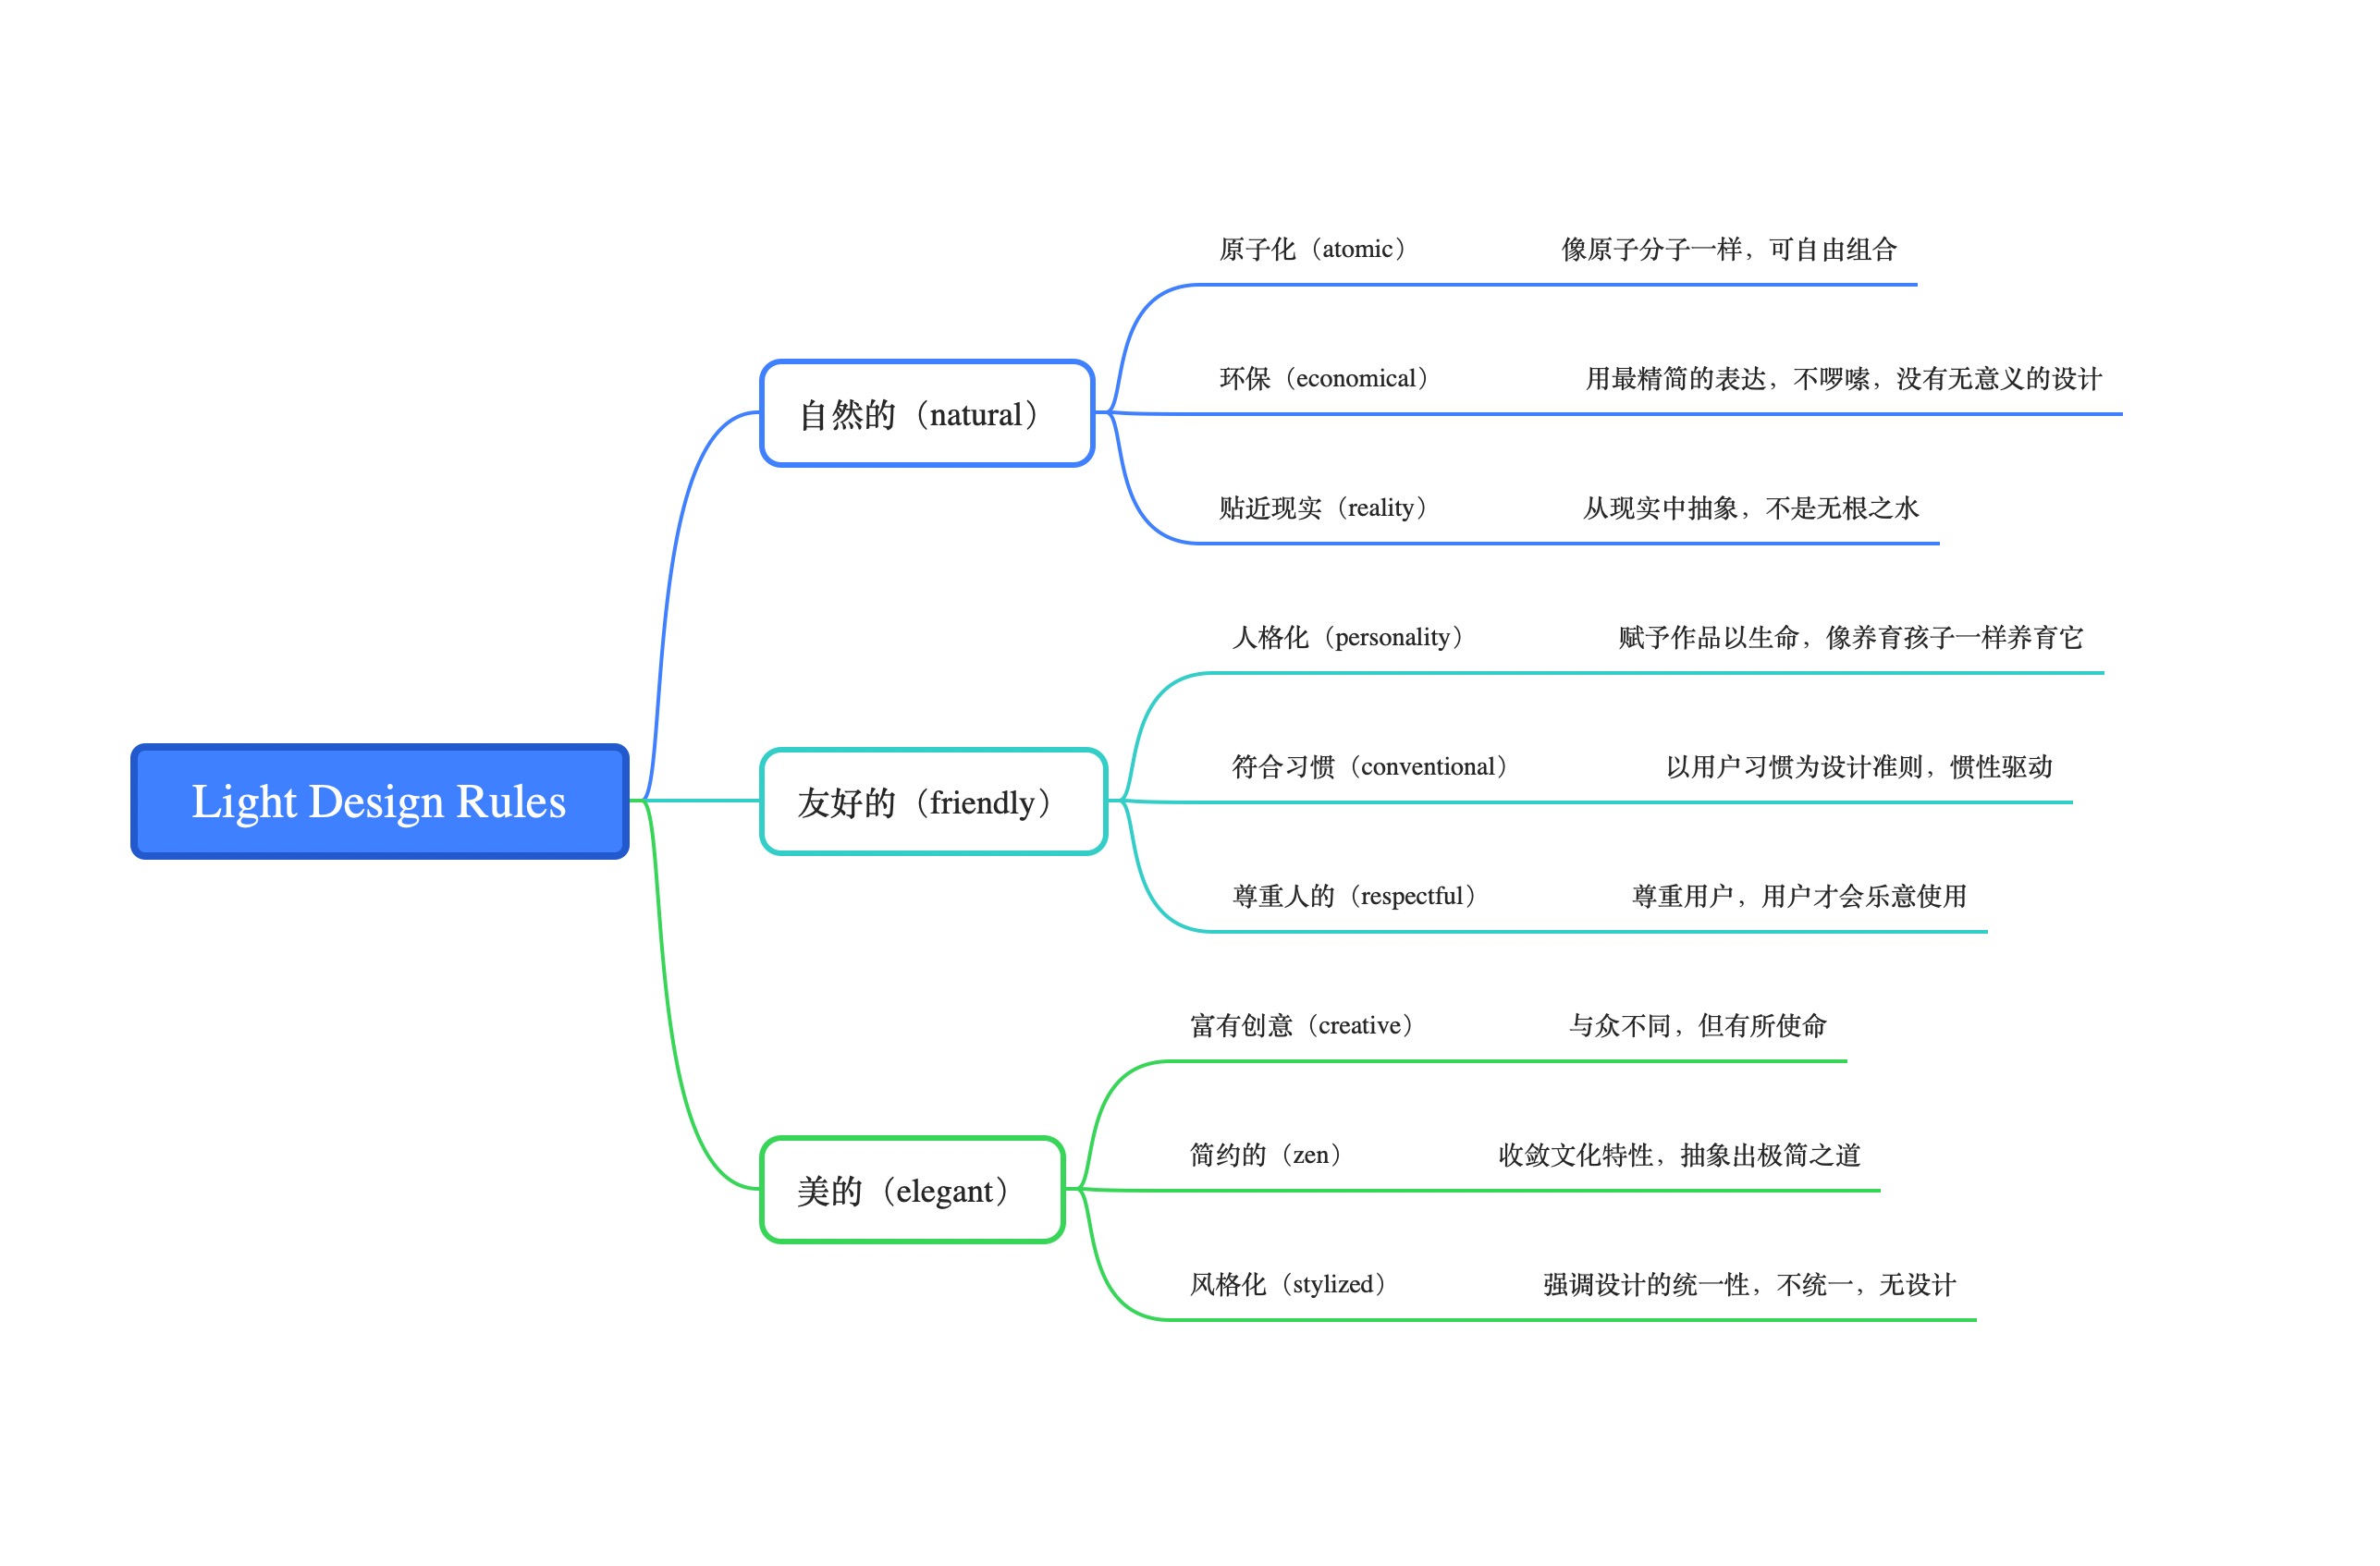 Light Design Rules
自然的（natural）
原子化（atomic） 像原子分子一样，可自由组合
环保（economical） 用最精简的表达，不啰嗦，没有无意义的设计
贴近现实（reality） 从现实中抽象，不是无根之水
友好的（friendly）
人格化（personality） 赋予作品以生命，像养育孩子一样养育它
符合习惯（conventional） 以用户习惯为设计准则，惯性驱动
尊重人的（respectful） 尊重用户，用户才会乐意使用
美的（elegant）
富有创意（creative） 与众不同，但有所使命
简约的（zen） 收敛文化特性，抽象出极简之道
风格化（stylized） 强调设计的统一性，不统一，无设计